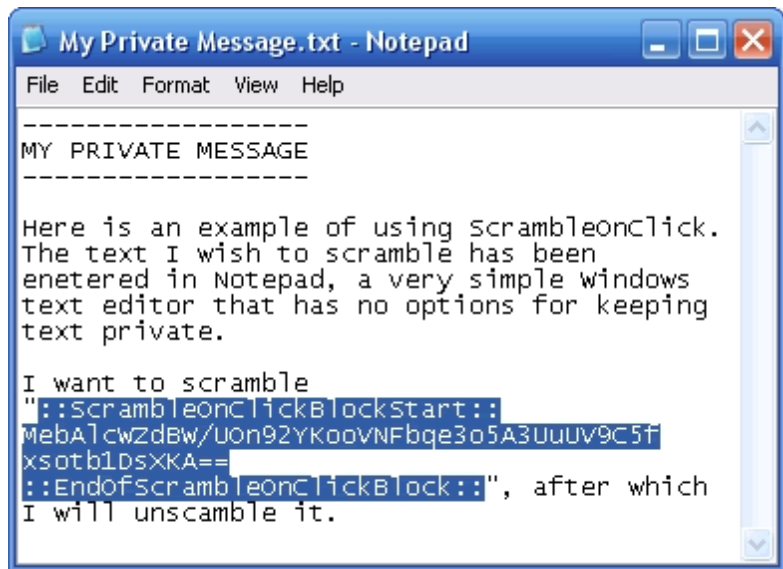 My Private Message.txt - Notepad
File Edit Format View Help
------------------
MY PRIVATE MESSAGE
------------------
Here is an example of using ScrambleOnClick.
The text I wish to scramble has been
enetered in Notepad, a very simple Windows
text editor that has no options for keeping
text private.
I want to scramble
"::ScrambleOnClickBlockStart::
MebAlcWZdBW/UOn92YKooVNFbqe3o5A3UuUV9C5f
xsotb1DsXKA==
::EndOfScrambleOnClickBlock::", after which
I will unscamble it.